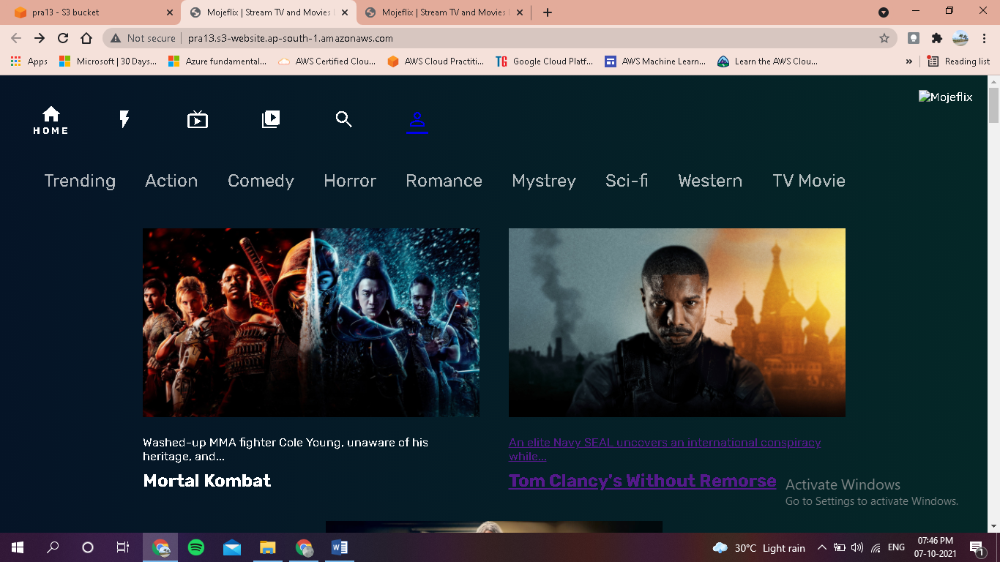 pra13 - S3 bucket
Mojeflix | Stream TV and Movies
Mojeflix | Stream TV and Movies
Not secure
pra13.s3-website.ap-south-1.amazonaws.com
Apps
Microsoft | 30 Days...
Azure fundamental...
AWS Certified Clou...
AWS Cloud Practiti...
TG
Google Cloud Platf...
AWS Machine Learn...
Learn the AWS Clou...
»
Reading list
Mojeflix
HOME
Trending
Action
Comedy
Horror
Romance
Mystrey
Sci-fi
Western
TV Movie
Washed-up MMA fighter Cole Young, unaware of his
heritage, and...
Mortal Kombat
An elite Navy SEAL uncovers an international conspiracy
while...
Tom Clancy's Without Remorse
Activate Windows
Go to Settings to activate Windows.
30°C Light rain
ENG
07:46 PM
07-10-2021
1